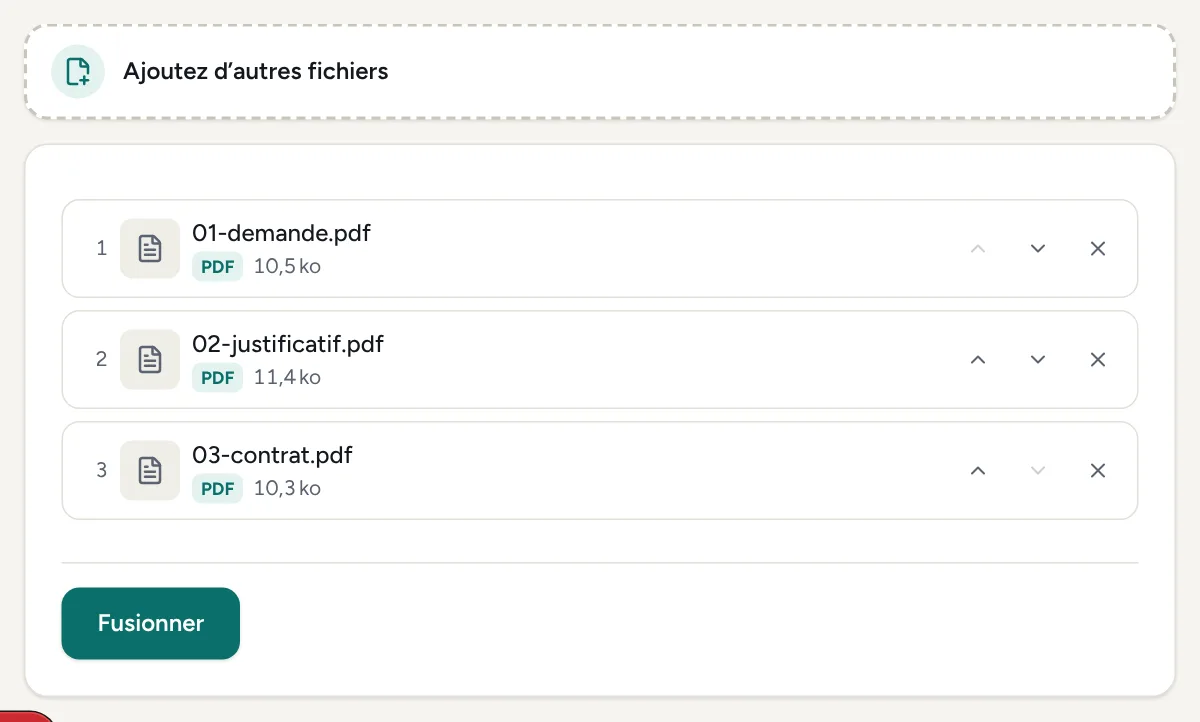 Ajoutez d’autres fichiers
1
01-demande.pdf
PDF 10,5 ko
2
02-justificatif.pdf
PDF 11,4 ko
3
03-contrat.pdf
PDF 10,3 ko
Fusionner